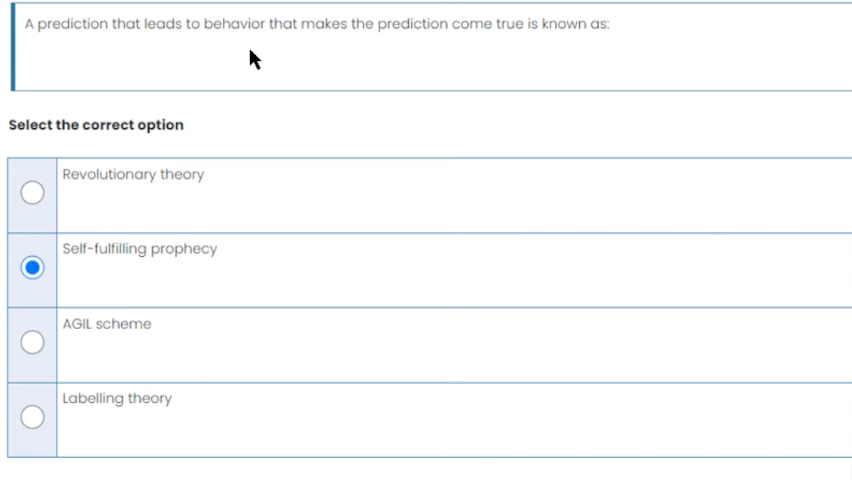 A prediction that leads to behavior that makes the prediction come true is known as:
Select the correct option
Revolutionary theory
Self-fulfilling prophecy
AGIL scheme
Labelling theory